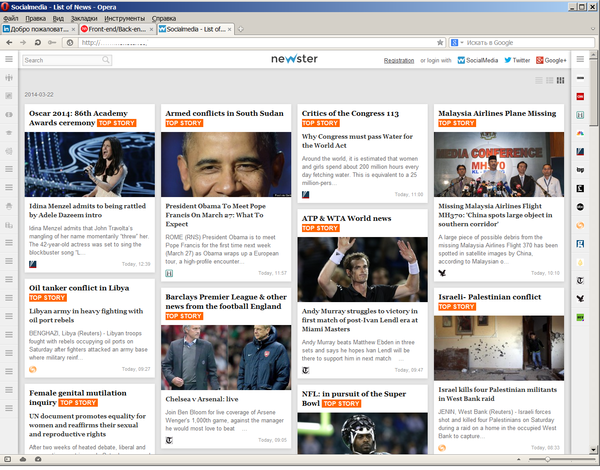 Socialmedia - List of News - Opera
Файл Правка Вид Закладки Инструменты Справка
Добро пожаловат...
Front-end/Back-en...
Socialmedia - List of...
http://
Искать в Google
Search
newster
Registration or login with SocialMedia Twitter Google+
2014-03-22
Oscar 2014: 86th Academy
Awards ceremony TOP STORY
Idina Menzel admits to being rattled
by Adele Dazeem intro
Idina Menzel admits that John Travolta's
mangling of her name momentarily "threw" her.
The 42-year-old actress was set to sing the
blockbuster song "L...
Today, 12:39
Oil tanker conflict in Libya
TOP STORY
Libyan army in heavy fighting with
oil port rebels
BENGHAZI, Libya (Reuters) - Libyan troops
fought with rebels occupying oil ports on
Saturday after fighters attacked an army base
where military reinf...
Today, 09:27
Female genital mutilation
inquiry TOP STORY
UN document promotes equality for
women and reaffirms their sexual
and reproductive rights
After two weeks of heated debate, liberal and
Armed conflicts in South Sudan
TOP STORY
President Obama To Meet Pope
Francis On March 27: What To
Expect
ROME (RNS) President Obama is to meet
Pope Francis for the first time next week
(March 27) as Obama wraps up a European
tour, a high-profile encounter...
Today, 11:57
Barclays Premier League & other
news from the football England
TOP STORY
Chelsea v Arsenal: live
Join Ben Bloom for live coverage of Arsene
Wenger's 1,000th game, against the manager
he would most love to beat
Today, 09:05
Critics of the Congress 113
TOP STORY
Why Congress must pass Water for
the World Act
Around the world, it is estimated that women
and girls spend about 200 million hours every
day fetching water. This is equivalent to a 25
million-pers...
Today, 11:00
ATP & WTA World news
TOP STORY
Andy Murray struggles to victory in
first match of post-Ivan Lendl era at
Miami Masters
Andy Murray beats Matthew Ebden in three
sets and says he hopes Ivan Lendl will be
there to support him in next match ...
Today, 09:47
NFL: in pursuit of the Super
Bowl TOP STORY
Malaysia Airlines Plane Missing
TOP STORY
MEDIA CONFERENCE
MH370
Missing Malaysia Airlines Flight
MH370: 'China spots large object in
southern corridor'
A large piece of possible debris from the
missing Malaysia Airlines Flight 370 has been
spotted in satellite images by China,
according to Malaysian o...
Today, 10:10
Israeli- Palestinian conflict
TOP STORY
Israel kills four Palestinian militants
in West Bank raid
JENIN, West Bank (Reuters) - Israeli forces
shot and killed four Palestinians on Saturday
during a raid on a home in the occupied West
Bank to capture...
Today, 08:33